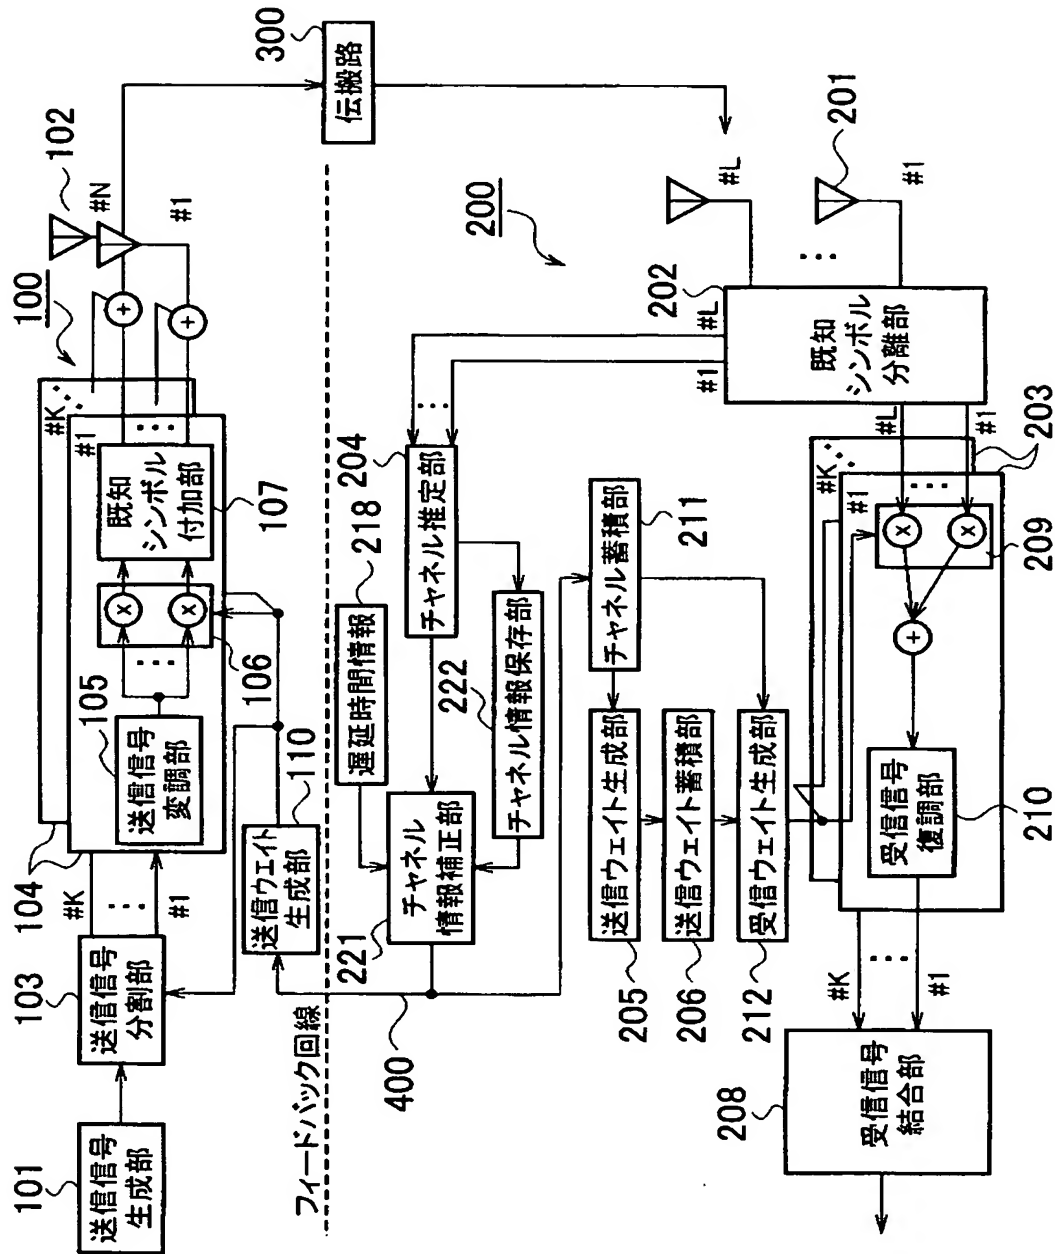 101
送信信号
生成部
103
送信信号
分割部
#K
#1
104
105
送信信号
変調部
106
107
既知
シンボル
付加部
#1
#K
100
102
#N
#1
110
送信ウエイト
生成部
フィードバック回線
300
伝搬路
400
218
遅延時間情報
204
チャネル推定部
221
チャネル
情報補正部
222
チャネル情報保存部
211
チャネル蓄積部
205
送信ウェイト生成部
206
送信ウェイト蓄積部
212
受信ウェイト生成部
200
201
#L
#1
202
既知
シンボル
分離部
#L
#1
#L
#1
203
#K
#1
209
210
受信信号
復調部
#K
#1
208
受信信号
結合部